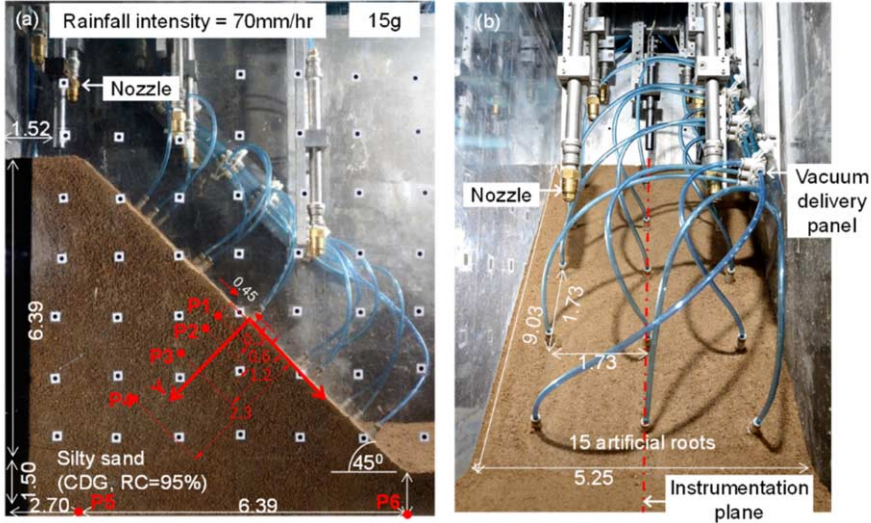 (a)
Rainfall intensity = 70mm/hr
15g
Nozzle
1.52
6.39
0.45
P1
P2
P3
P4
0.6
1.2
2.3
Silty sand
(CDG, RC=95%)
45⁰
1.50
2.70
P5
6.39
P6
(b)
Nozzle
Vacuum
delivery
panel
9.03
1.73
1.73
15 artificial roots
5.25
Instrumentation
plane